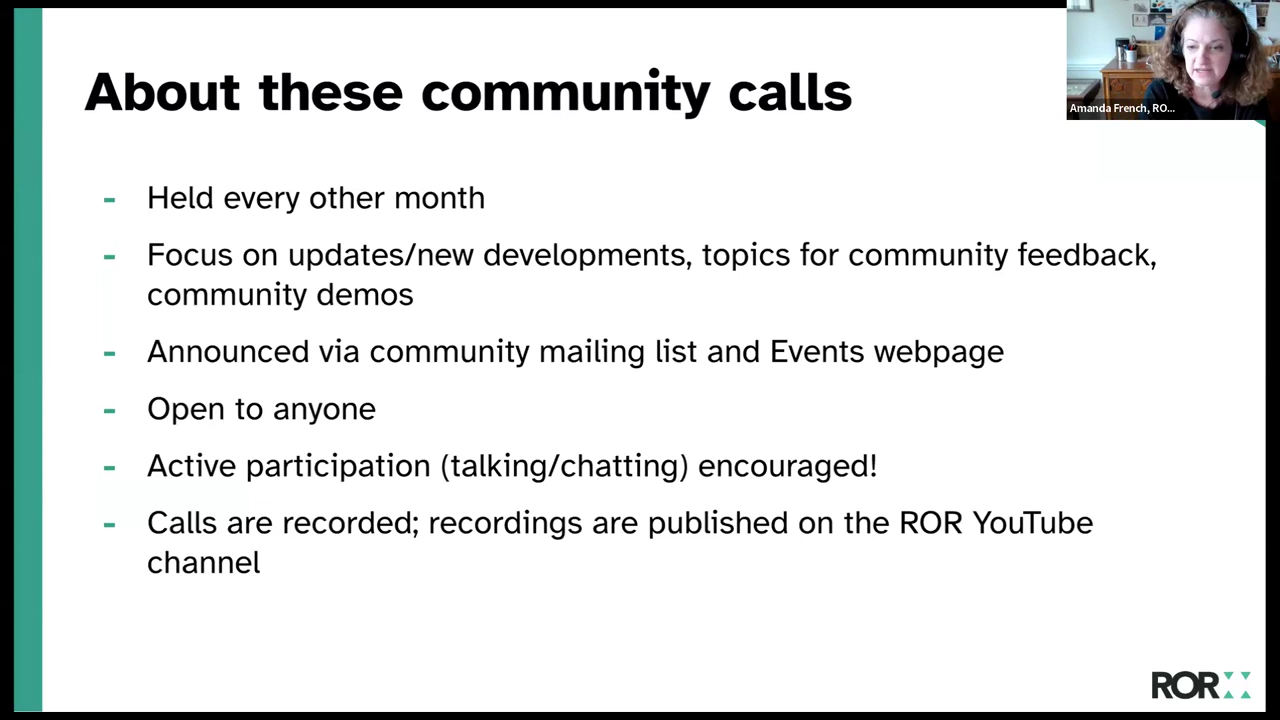 About these community calls
Amanda French, RO...
- Held every other month
- Focus on updates/new developments, topics for community feedback,
community demos
- Announced via community mailing list and Events webpage
- Open to anyone
- Active participation (talking/chatting) encouraged!
- Calls are recorded; recordings are published on the ROR YouTube
channel
ROR